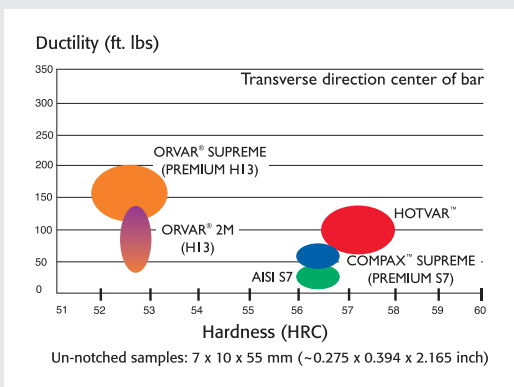 Ductility (ft. lbs)
350
Transverse direction center of bar
300
250
200
ORVAR® SUPREME
(PREMIUM H13)
150
HOTVAR™
100
ORVAR® 2M
(H13)
50
COMPAX™ SUPREME
(PREMIUM S7)
AISI S7
0
51 52 53 54 55 56 57 58 59 60
Hardness (HRC)
Un-notched samples: 7 x 10 x 55 mm (~0.275 x 0.394 x 2.165 inch)